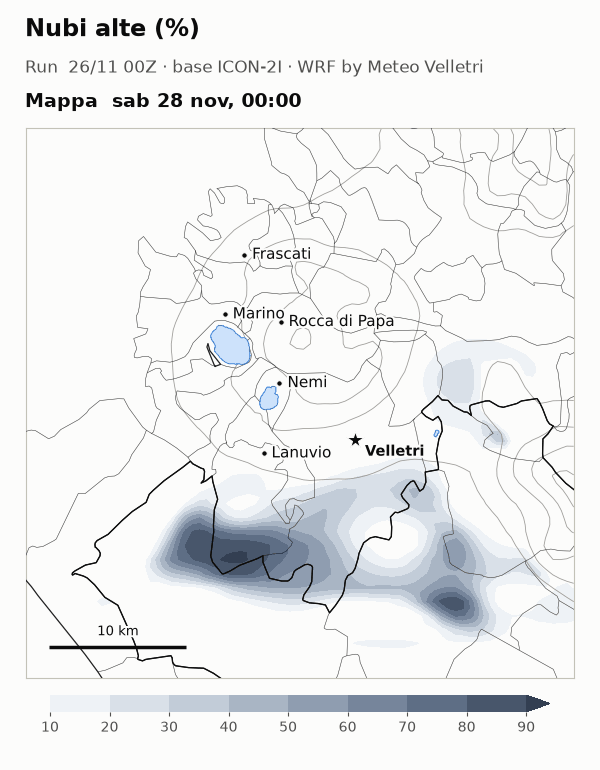 Nubi alte (%)
Run  26/11 00Z · base ICON-2I · WRF by Meteo Velletri
Mappa  sab 28 nov, 00:00
Frascati
Marino
Rocca di Papa
Nemi
Velletri
Lanuvio
10 km
10 20 30 40 50 60 70 80 90